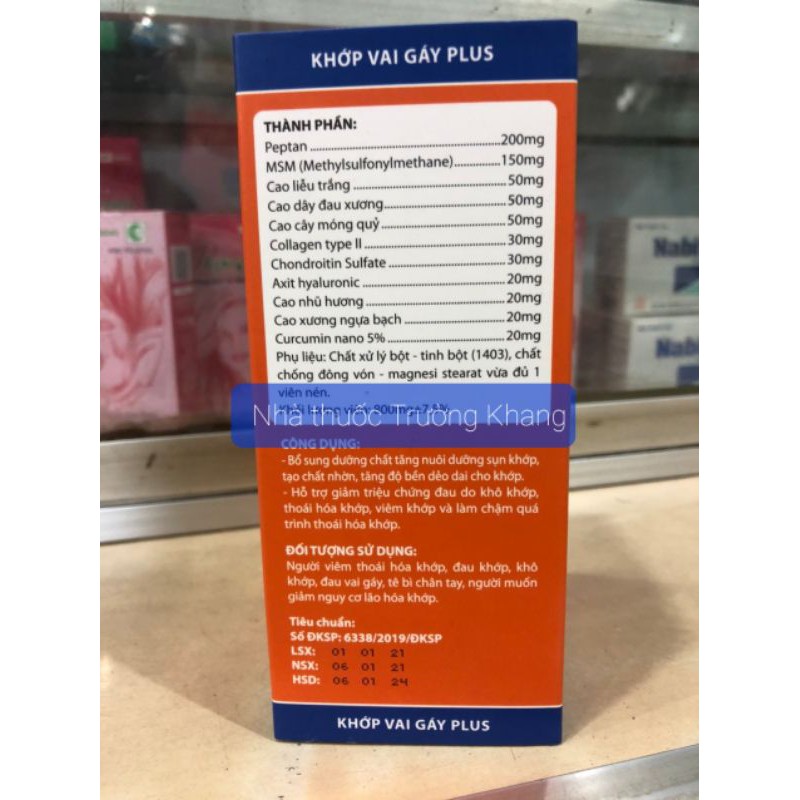 KHỚP VAI GÁY PLUS
THÀNH PHẦN:
Peptan 200mg
MSM (Methylsulfonylmethane) 150mg
Cao liễu trắng 50mg
Cao dây đau xương 50mg
Cao cây móng quỷ 50mg
Collagen type II 30mg
Chondroitin Sulfate 30mg
Axit hyaluronic 20mg
Cao nhũ hương 20mg
Cao xương ngựa bạch 20mg
Curcumin nano 5% 20mg
Phụ liệu: Chất xử lý bột - tinh bột (1403), chất
chống đông vón - magnesi stearat vừa đủ 1
viên nén.
Khối lượng viên: 800mg±7.5%
Nhà thuốc Trường Khang
CÔNG DỤNG:
- Bổ sung dưỡng chất tăng nuôi dưỡng sụn khớp,
tạo chất nhờn, tăng độ bền dẻo dai cho khớp.
- Hỗ trợ giảm triệu chứng đau do khô khớp,
thoái hóa khớp, viêm khớp và làm chậm quá
trình thoái hóa khớp.
ĐỐI TƯỢNG SỬ DỤNG:
Người viêm thoái hóa khớp, đau khớp, khô
khớp, đau vai gáy, tê bì chân tay, người muốn
giảm nguy cơ lão hóa khớp.
Tiêu chuẩn:
Số ĐKSP: 6338/2019/ĐKSP
LSX: 01 01 21
NSX: 06 01 21
HSD: 06 01 24
KHỚP VAI GÁY PLUS
Nabi
Nabi